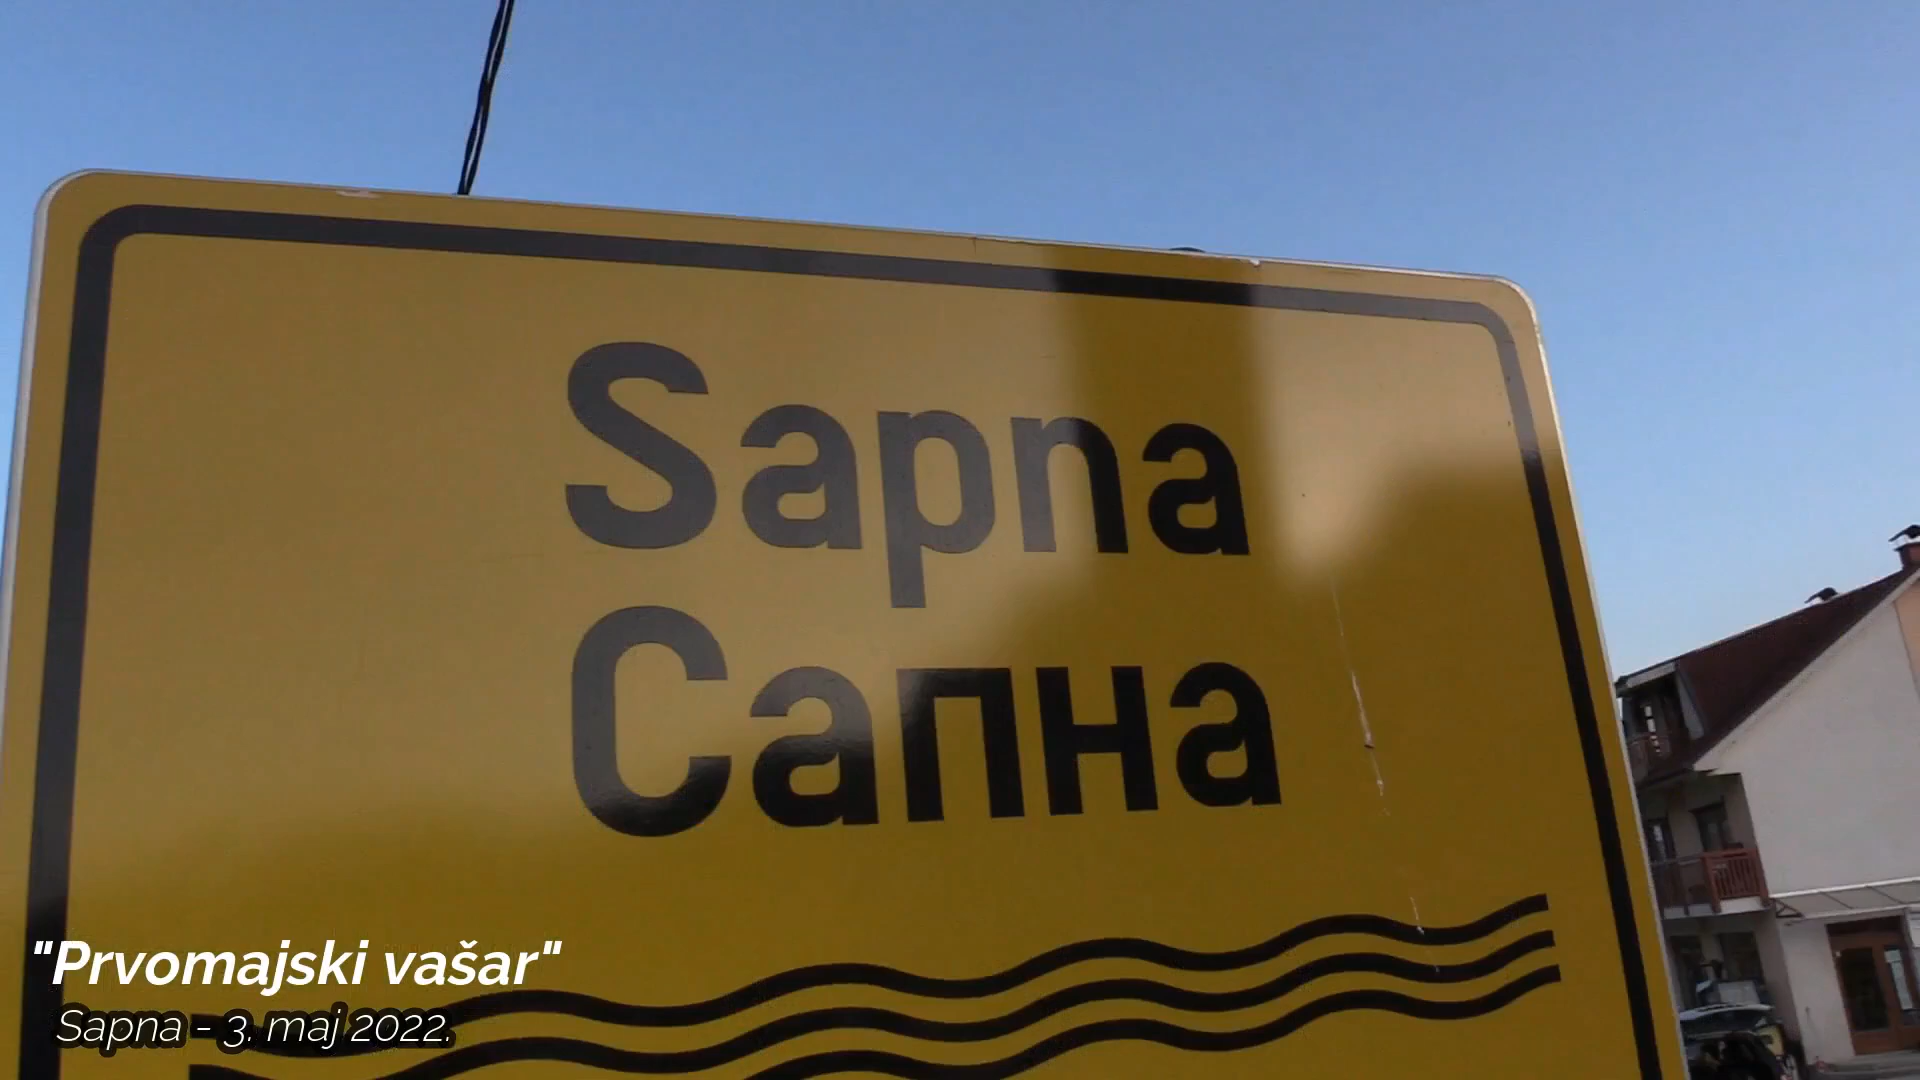 Sapna
Сапна
"Prvomajski vašar"
Sapna - 3. maj 2022.